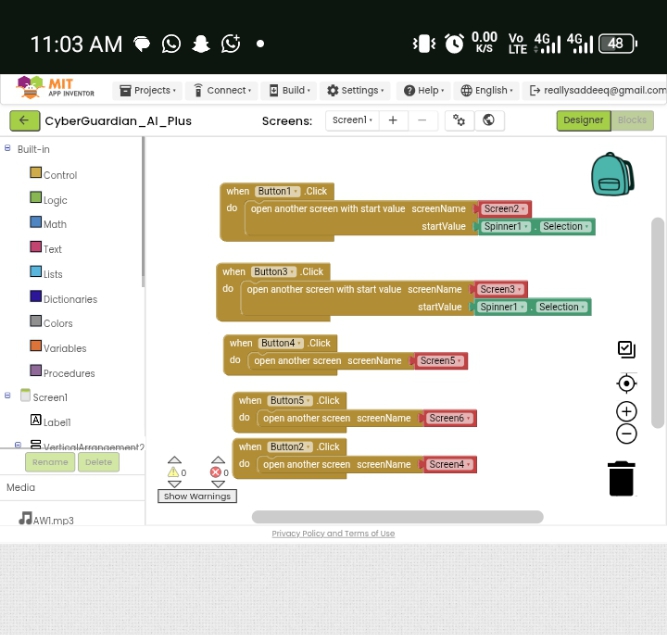 11:03 AM
0.00 K/S
Vo LTE 4G 4G 48
MIT
APP INVENTOR
Projects Connect Build Settings Help English reallysaddeeq@gmail.com
CyberGuardian_AI_Plus
Screens: Screen1 + −
Designer Blocks
Built-in
Control
Logic
Math
Text
Lists
Dictionaries
Colors
Variables
Procedures
Screen1
Label1
VerticalArrangement2
Rename Delete
Media
AW1.mp3
when Button1 .Click
do open another screen with start value screenName Screen2
startValue Spinner1 . Selection
when Button3 .Click
do open another screen with start value screenName Screen3
startValue Spinner1 . Selection
when Button4 .Click
do open another screen screenName Screen5
when Button5 .Click
do open another screen screenName Screen6
when Button2 .Click
do open another screen screenName Screen4
0 0
Show Warnings
Privacy Policy and Terms of Use